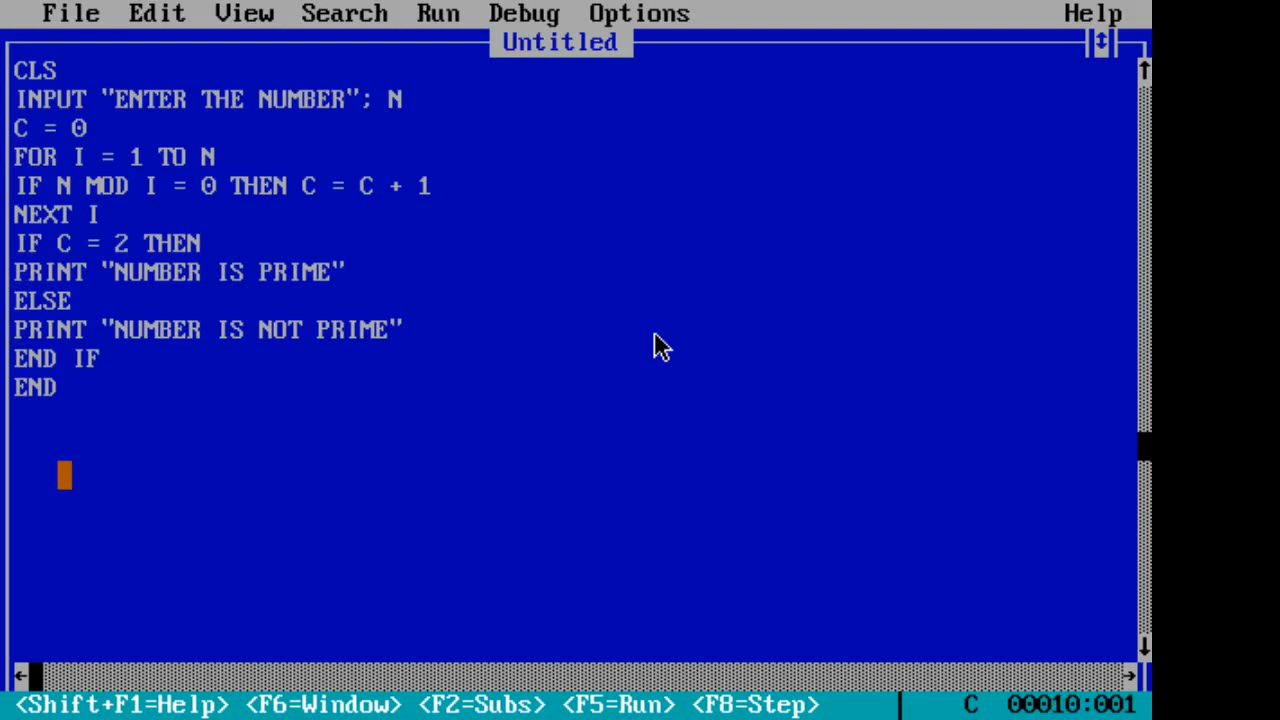 File Edit View Search Run Debug Options Help
Untitled
CLS
INPUT "ENTER THE NUMBER"; N
C = 0
FOR I = 1 TO N
IF N MOD I = 0 THEN C = C + 1
NEXT I
IF C = 2 THEN
PRINT "NUMBER IS PRIME"
ELSE
PRINT "NUMBER IS NOT PRIME"
END IF
END
<Shift+F1=Help> <F6=Window> <F2=Subs> <F5=Run> <F8=Step> C 00010:001